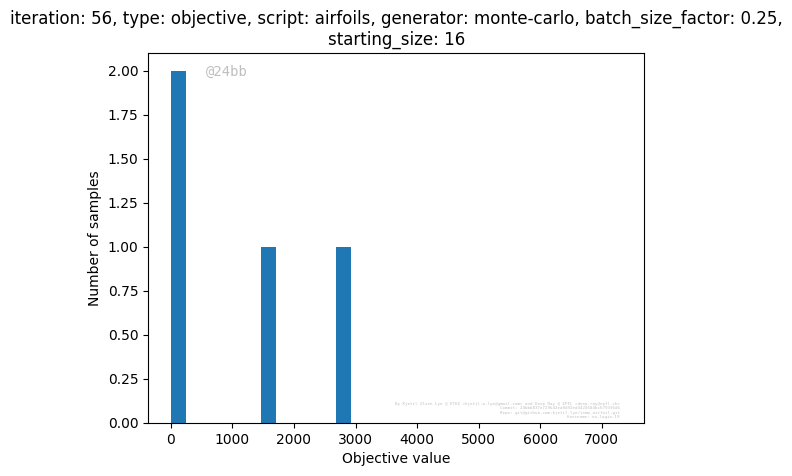 iteration: 56, type: objective, script: airfoils, generator: monte-carlo, batch_size_factor: 0.25,
starting_size: 16
@24bb
2.00
1.75
1.50
1.25
1.00
0.75
0.50
0.25
0.00
Number of samples
0 1000 2000 3000 4000 5000 6000 7000
Objective value